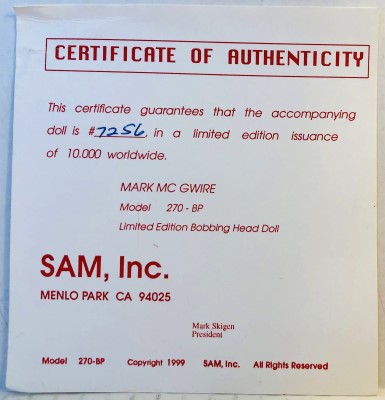 CERTIFICATE OF AUTHENTICITY
This certificate guarantees that the accompanying
doll is #7256, in a limited edition issuance
of 10.000 worldwide.
MARK MC GWIRE
Model 270 - BP
Limited Edition Bobbing Head Doll
SAM, Inc.
MENLO PARK CA 94025
Mark Skigen
President
Model 270-BP Copyright 1999 SAM, Inc. All Rights Reserved